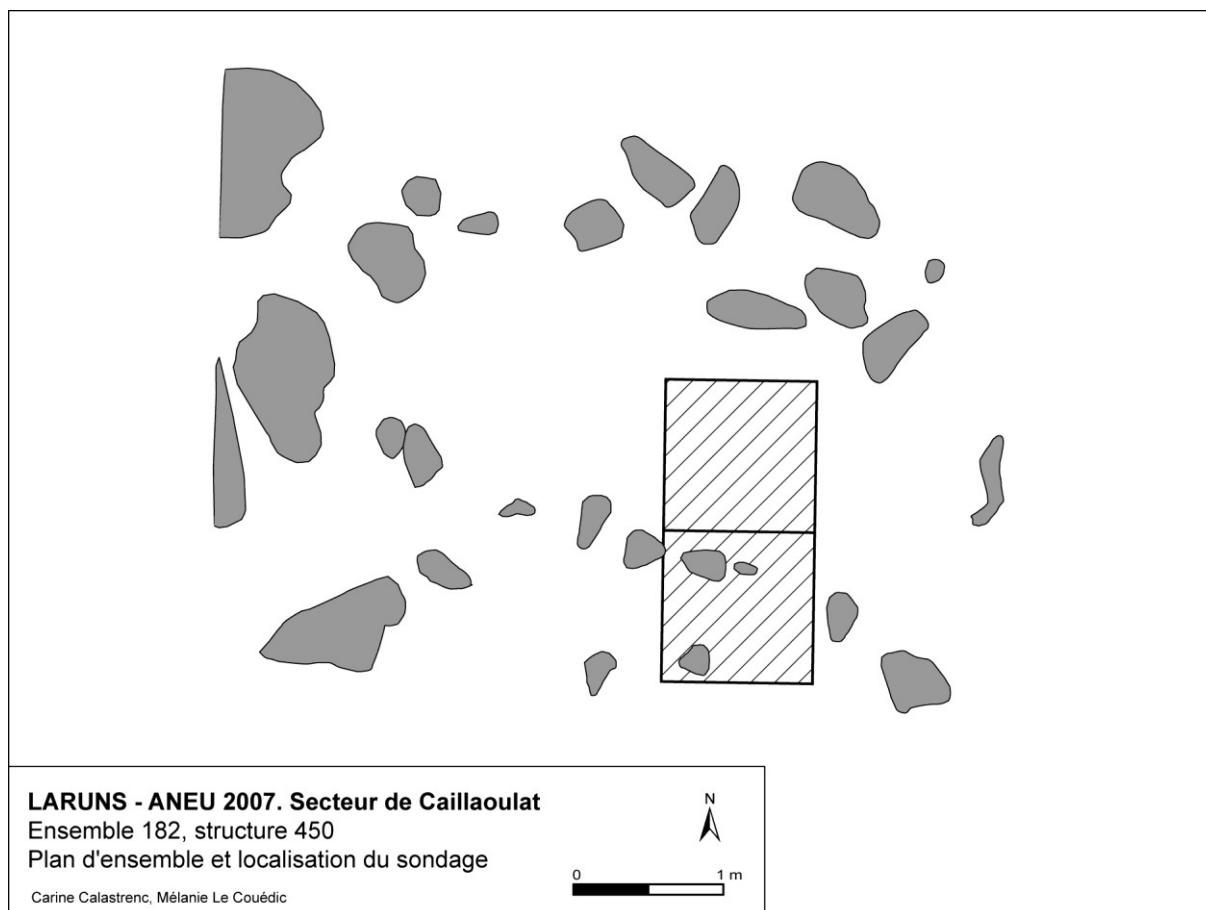 LARUNS - ANEU 2007. Secteur de Caillaoulat
Ensemble 182, structure 450
Plan d'ensemble et localisation du sondage
Carine Calastrenc, Mélanie Le Couédic
N
0 1 m